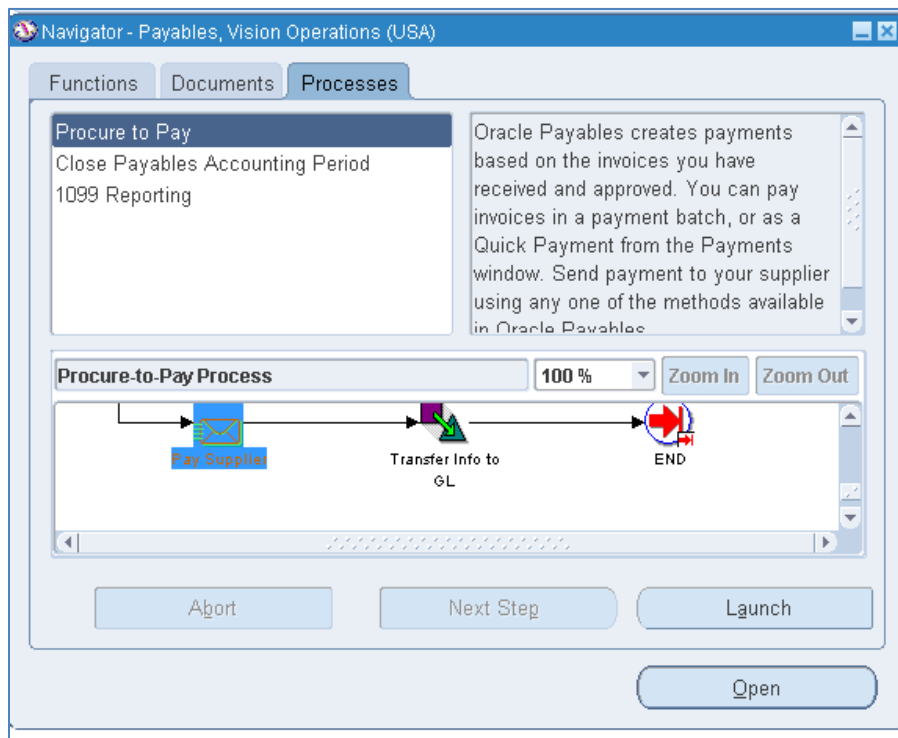 Navigator - Payables, Vision Operations (USA)
Functions Documents Processes
Procure to Pay
Close Payables Accounting Period
1099 Reporting
Oracle Payables creates payments
based on the invoices you have
received and approved. You can pay
invoices in a payment batch, or as a
Quick Payment from the Payments
window. Send payment to your supplier
using any one of the methods available
in Oracle Payables
Procure-to-Pay Process
100 %
Zoom In
Zoom Out
Pay Supplier
Transfer Info to
GL
END
Abort
Next Step
Launch
Open